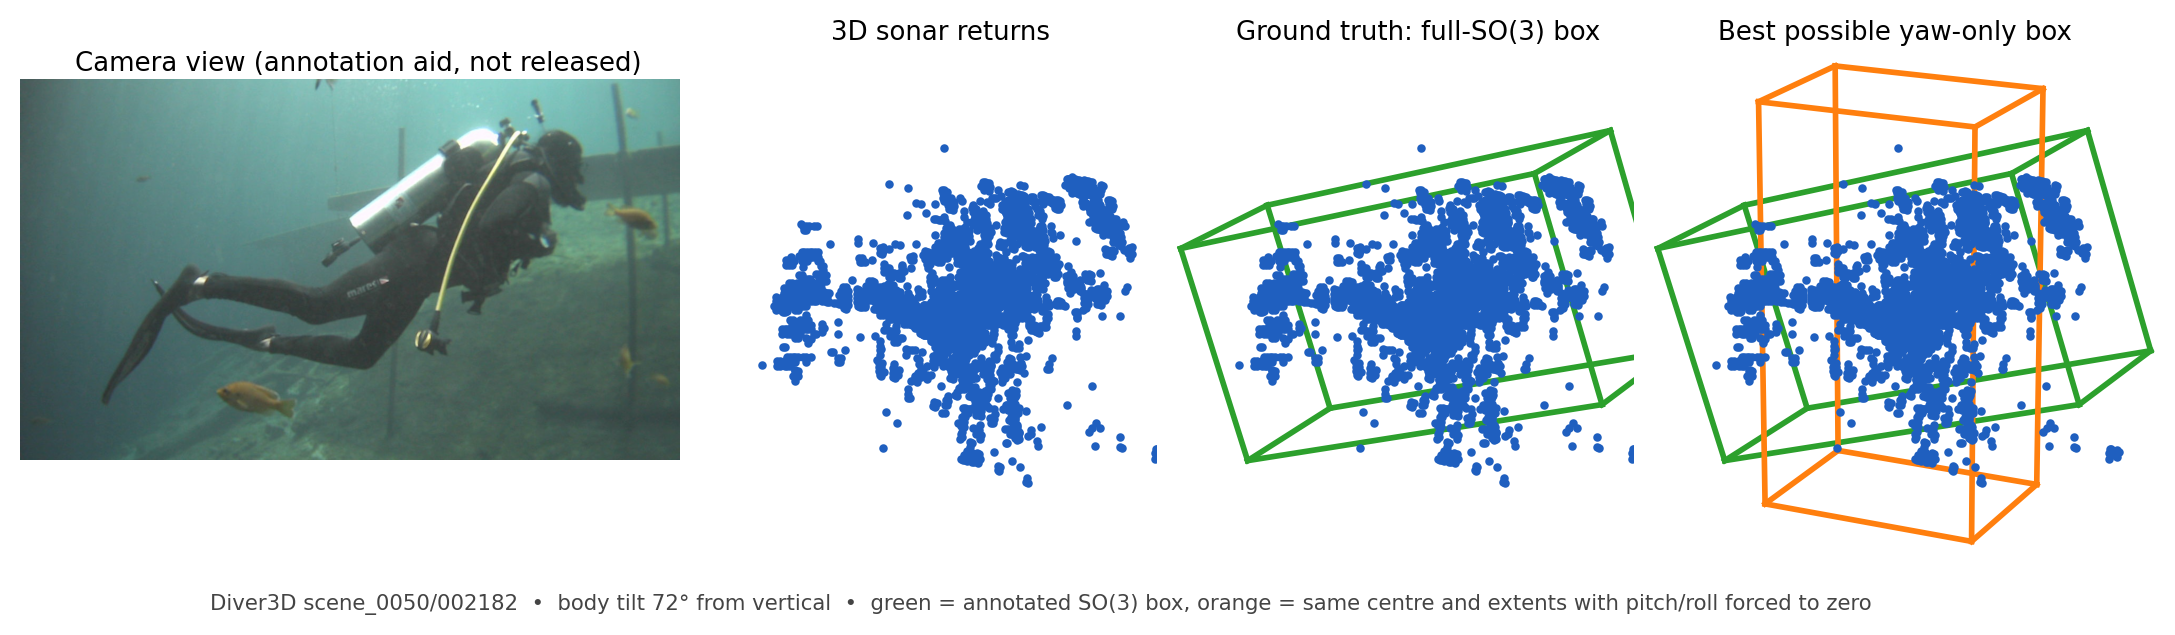 Camera view (annotation aid, not released)
3D sonar returns
Ground truth: full-SO(3) box
Best possible yaw-only box
Diver3D scene_0050/002182 • body tilt 72° from vertical • green = annotated SO(3) box, orange = same centre and extents with pitch/roll forced to zero